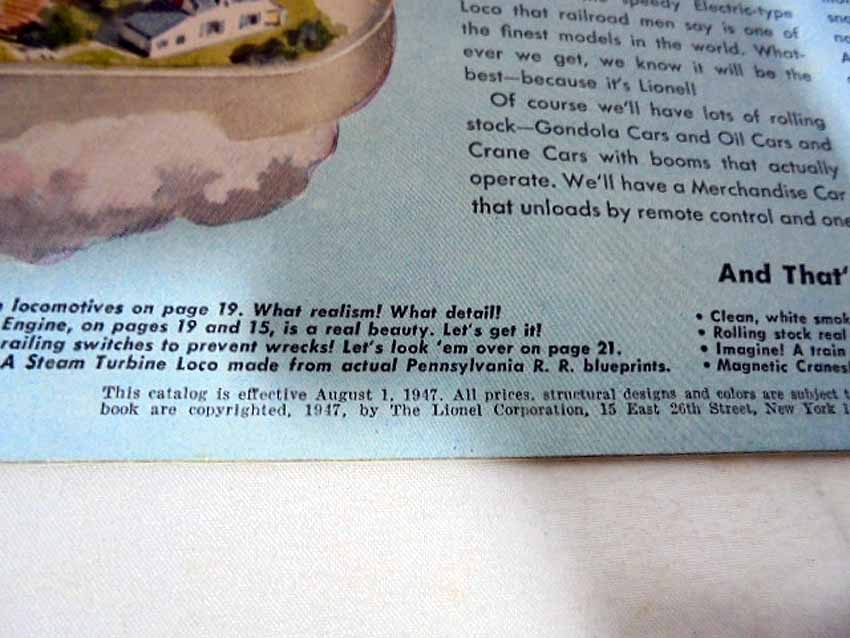 speedy Electric-type
Loco that railroad men say is one of
the finest models in the world. What-
ever we get, we know it will be the
best—because it's Lionel!
Of course we'll have lots of rolling
stock—Gondola Cars and Oil Cars and
Crane Cars with booms that actually
operate. We'll have a Merchandise Car
that unloads by remote control and one
And That'
locomotives on page 19. What realism! What detail!
Engine, on pages 19 and 15, is a real beauty. Let's get it!
railing switches to prevent wrecks! Let's look 'em over on page 21.
A Steam Turbine Loco made from actual Pennsylvania R. R. blueprints.
• Clean, white smok
• Rolling stock real
• Imagine! A train
• Magnetic Cranes!
This catalog is effective August 1, 1947. All prices, structural designs and colors are subject t
book are copyrighted, 1947, by The Lionel Corporation, 15 East 26th Street, New York 1